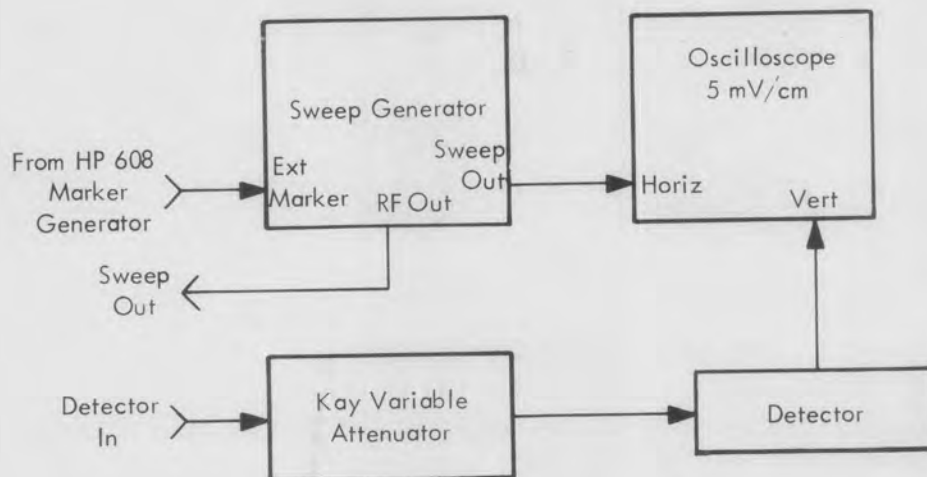 Oscilloscope
5 mV/cm
Sweep Generator
From HP 608
Marker
Generator
Ext
Marker
RF Out
Sweep
Out
Horiz
Vert
Sweep
Out
Detector
In
Kay Variable
Attenuator
Detector